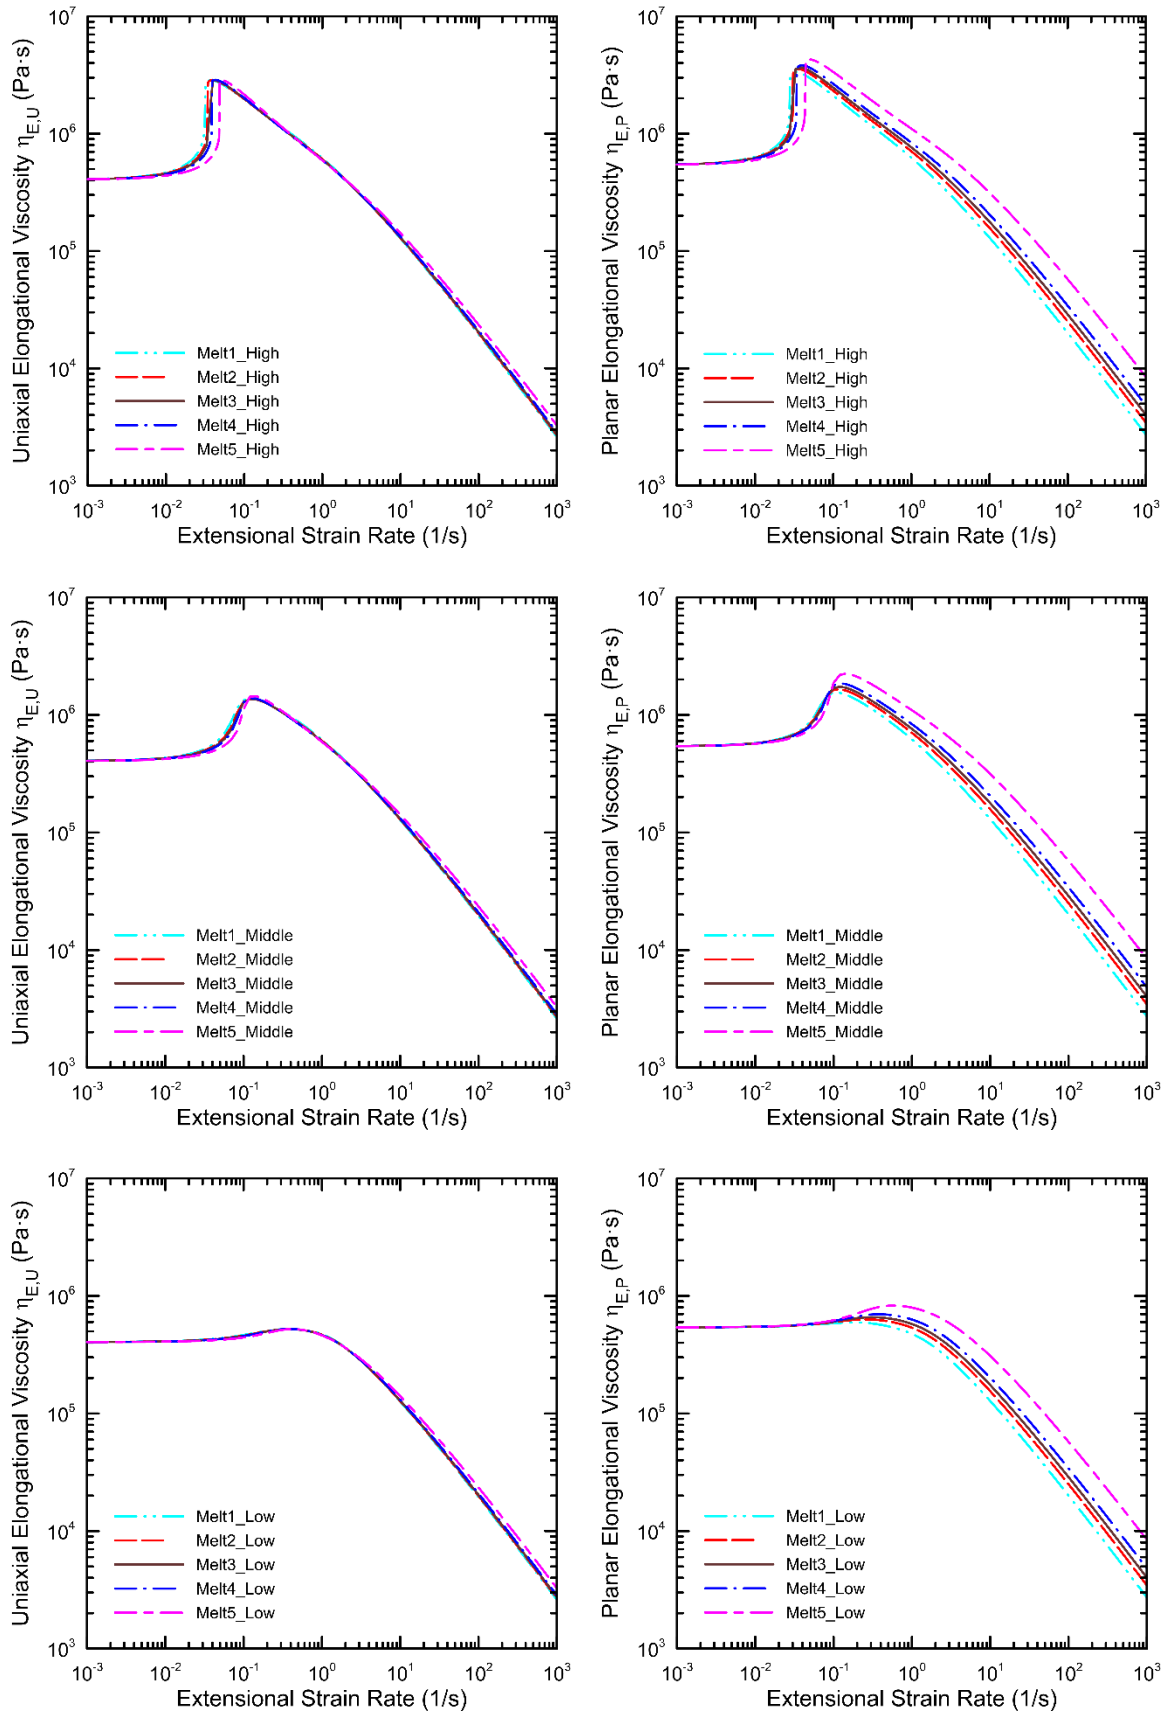 Uniaxial Elongational Viscosity η_E,U (Pa·s)
10^7
10^6
10^5
10^4
10^3
Melt1_High
Melt2_High
Melt3_High
Melt4_High
Melt5_High
10^-3 10^-2 10^-1 10^0 10^1 10^2 10^3
Extensional Strain Rate (1/s)
Planar Elongational Viscosity η_E,P (Pa·s)
10^7
10^6
10^5
10^4
10^3
Melt1_High
Melt2_High
Melt3_High
Melt4_High
Melt5_High
10^-3 10^-2 10^-1 10^0 10^1 10^2 10^3
Extensional Strain Rate (1/s)
Uniaxial Elongational Viscosity η_E,U (Pa·s)
10^7
10^6
10^5
10^4
10^3
Melt1_Middle
Melt2_Middle
Melt3_Middle
Melt4_Middle
Melt5_Middle
10^-3 10^-2 10^-1 10^0 10^1 10^2 10^3
Extensional Strain Rate (1/s)
Planar Elongational Viscosity η_E,P (Pa·s)
10^7
10^6
10^5
10^4
10^3
Melt1_Middle
Melt2_Middle
Melt3_Middle
Melt4_Middle
Melt5_Middle
10^-3 10^-2 10^-1 10^0 10^1 10^2 10^3
Extensional Strain Rate (1/s)
Uniaxial Elongational Viscosity η_E,U (Pa·s)
10^7
10^6
10^5
10^4
10^3
Melt1_Low
Melt2_Low
Melt3_Low
Melt4_Low
Melt5_Low
10^-3 10^-2 10^-1 10^0 10^1 10^2 10^3
Extensional Strain Rate (1/s)
Planar Elongational Viscosity η_E,P (Pa·s)
10^7
10^6
10^5
10^4
10^3
Melt1_Low
Melt2_Low
Melt3_Low
Melt4_Low
Melt5_Low
10^-3 10^-2 10^-1 10^0 10^1 10^2 10^3
Extensional Strain Rate (1/s)